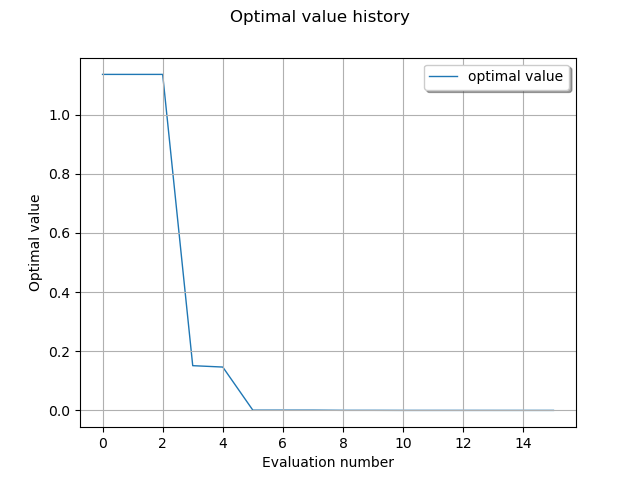 Optimal value history
optimal value
Optimal value
1.0
0.8
0.6
0.4
0.2
0.0
0 2 4 6 8 10 12 14
Evaluation number